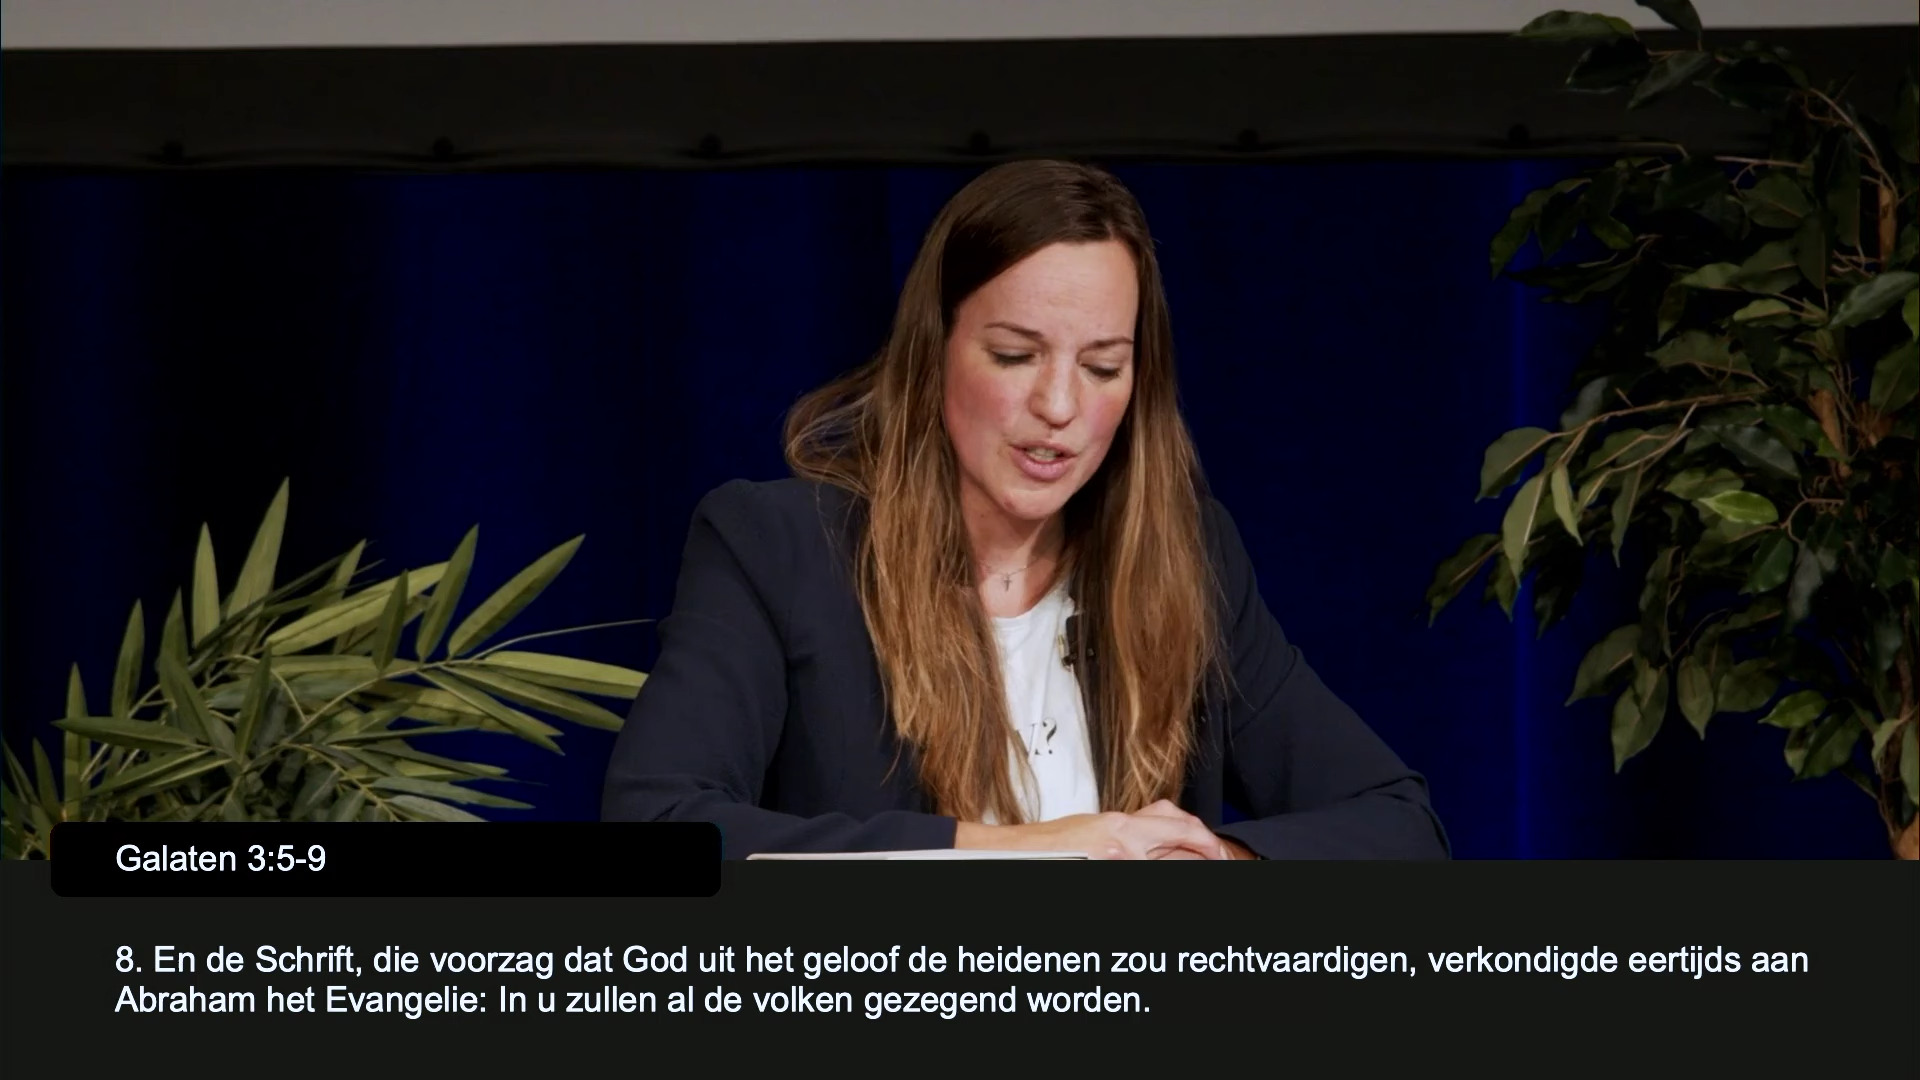 Galaten 3:5-9
8. En de Schrift, die voorzag dat God uit het geloof de heidenen zou rechtvaardigen, verkondigde eertijds aan
Abraham het Evangelie: In u zullen al de volken gezegend worden.